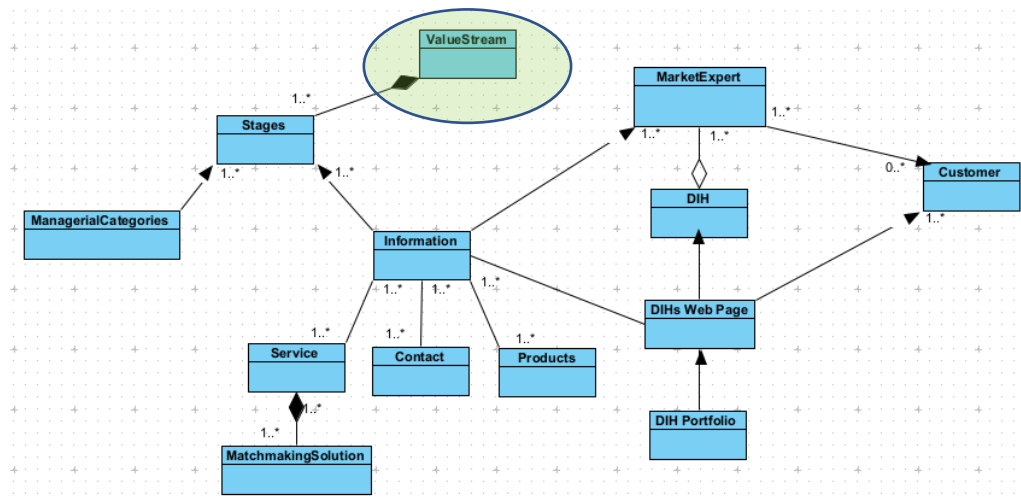 ValueStream
MarketExpert
1..*
1..*
Stages
1..*
1..*
1..*
1..*
0..*
Customer
1..*
DIH
ManagerialCategories
1..*
Information
1..*
1..*
1..*
DIHs Web Page
1..*
1..*
1..*
Service
Contact
Products
1..*
DIH Portfolio
1..*
MatchmakingSolution